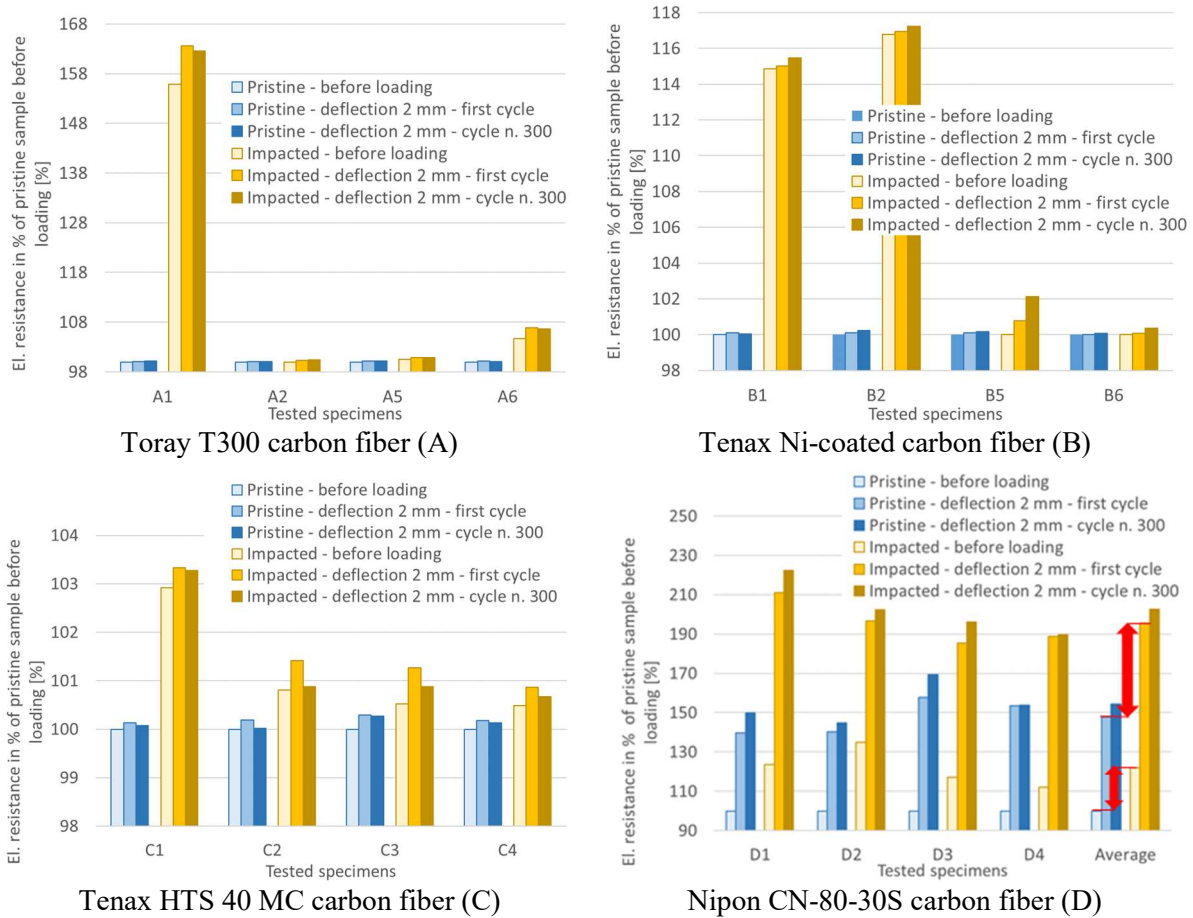 El. resistance in % of pristine sample before
loading [%]
168
158
148
138
128
118
108
98
Pristine - before loading
Pristine - deflection 2 mm - first cycle
Pristine - deflection 2 mm - cycle n. 300
Impacted - before loading
Impacted - deflection 2 mm - first cycle
Impacted - deflection 2 mm - cycle n. 300
A1 A2 A5 A6
Tested specimens
Toray T300 carbon fiber (A)
El. resistance in % of pristine sample before
loading [%]
118
116
114
112
110
108
106
104
102
100
98
Pristine - before loading
Pristine - deflection 2 mm - first cycle
Pristine - deflection 2 mm - cycle n. 300
Impacted - before loading
Impacted - deflection 2 mm - first cycle
Impacted - deflection 2 mm - cycle n. 300
B1 B2 B5 B6
Tested specimens
Tenax Ni-coated carbon fiber (B)
El. resistance in % of pristine sample before
loading [%]
104
103
102
101
100
99
98
Pristine - before loading
Pristine - deflection 2 mm - first cycle
Pristine - deflection 2 mm - cycle n. 300
Impacted - before loading
Impacted - deflection 2 mm - first cycle
Impacted - deflection 2 mm - cycle n. 300
C1 C2 C3 C4
Tested specimens
Tenax HTS 40 MC carbon fiber (C)
El. resistance in % of pristine sample before
loading [%]
250
230
210
190
170
150
130
110
90
Pristine - before loading
Pristine - deflection 2 mm - first cycle
Pristine - deflection 2 mm - cycle n. 300
Impacted - before loading
Impacted - deflection 2 mm - first cycle
Impacted - deflection 2 mm - cycle n. 300
D1 D2 D3 D4 Average
Tested specimens
Nipon CN-80-30S carbon fiber (D)